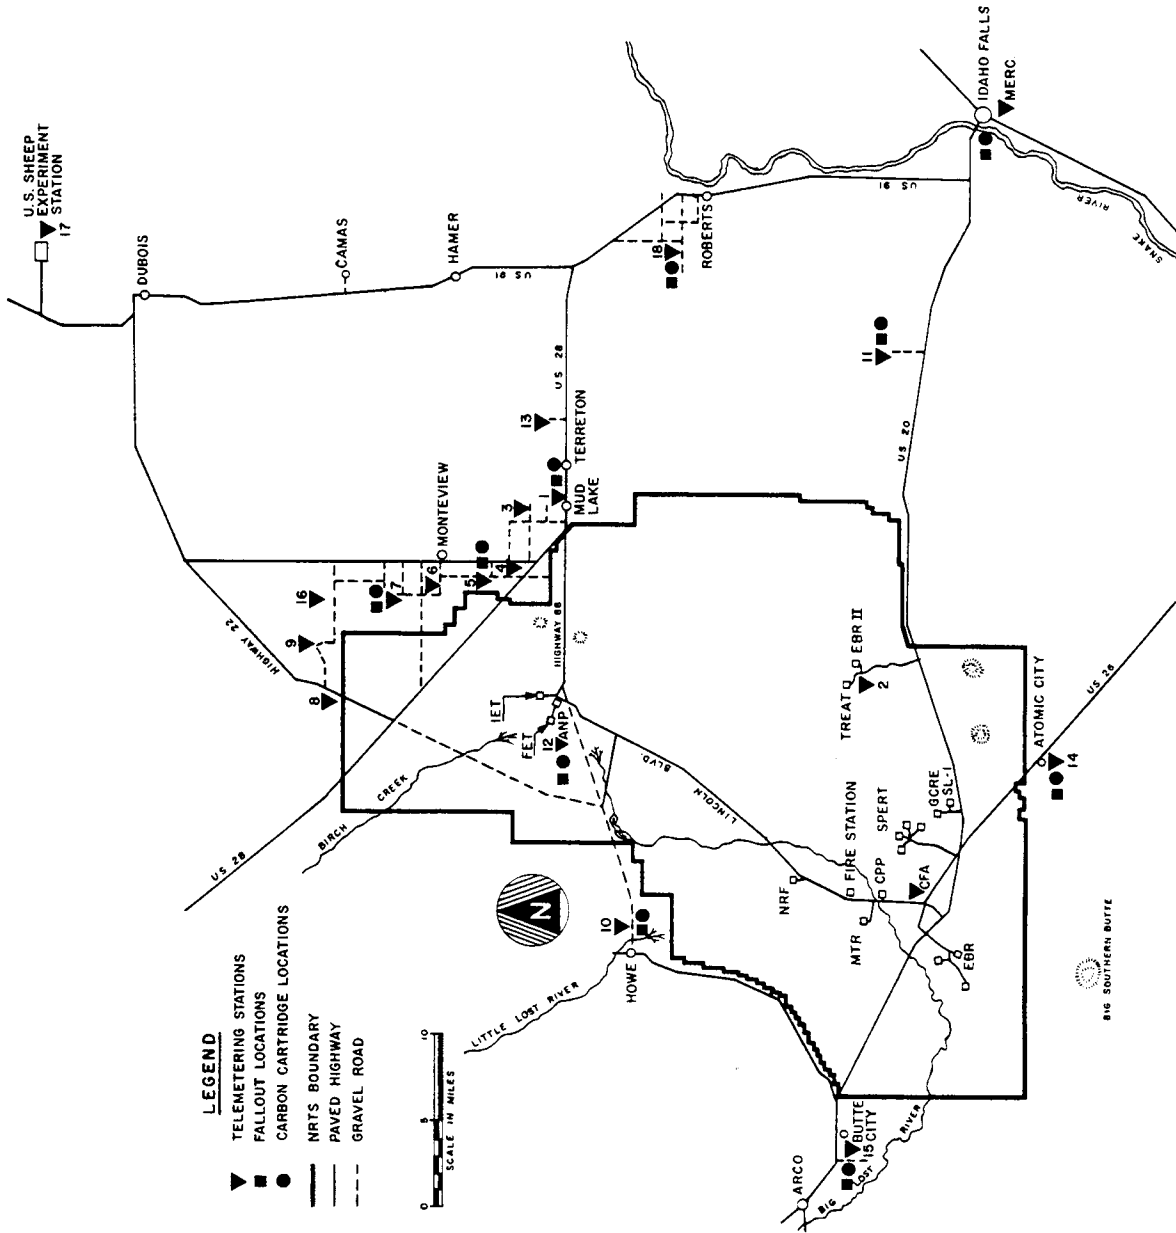 LEGEND
TELEMETERING STATIONS
FALLOUT LOCATIONS
CARBON CARTRIDGE LOCATIONS
NRTS BOUNDARY
PAVED HIGHWAY
GRAVEL ROAD
0
5
10
SCALE IN MILES
N
U.S. SHEEP
EXPERIMENT
STATION
17
DUBOIS
CAMAS
HAMER
US 91
HIGHWAY 22
16
9
8
7
6
MONTEVIEW
5
4
3
MUD
LAKE
TERRETON
13
US 28
US 28
HIGHWAY 88
18
ROBERTS
US 91
IDAHO FALLS
MERC
SNAKE
RIVER
11
US 20
BIRCH CREEK
IET
FET
12
ANP
LINCOLN
BLVD.
10
HOWE
LITTLE LOST RIVER
TREAT
EBR II
2
NRF
FIRE STATION
MTR
CPP
SPERT
GCRE
SL-1
CFA
EBR
ATOMIC CITY
14
US 26
ARCO
BUTTE
CITY
15
BIG LOST RIVER
BIG SOUTHERN BUTTE